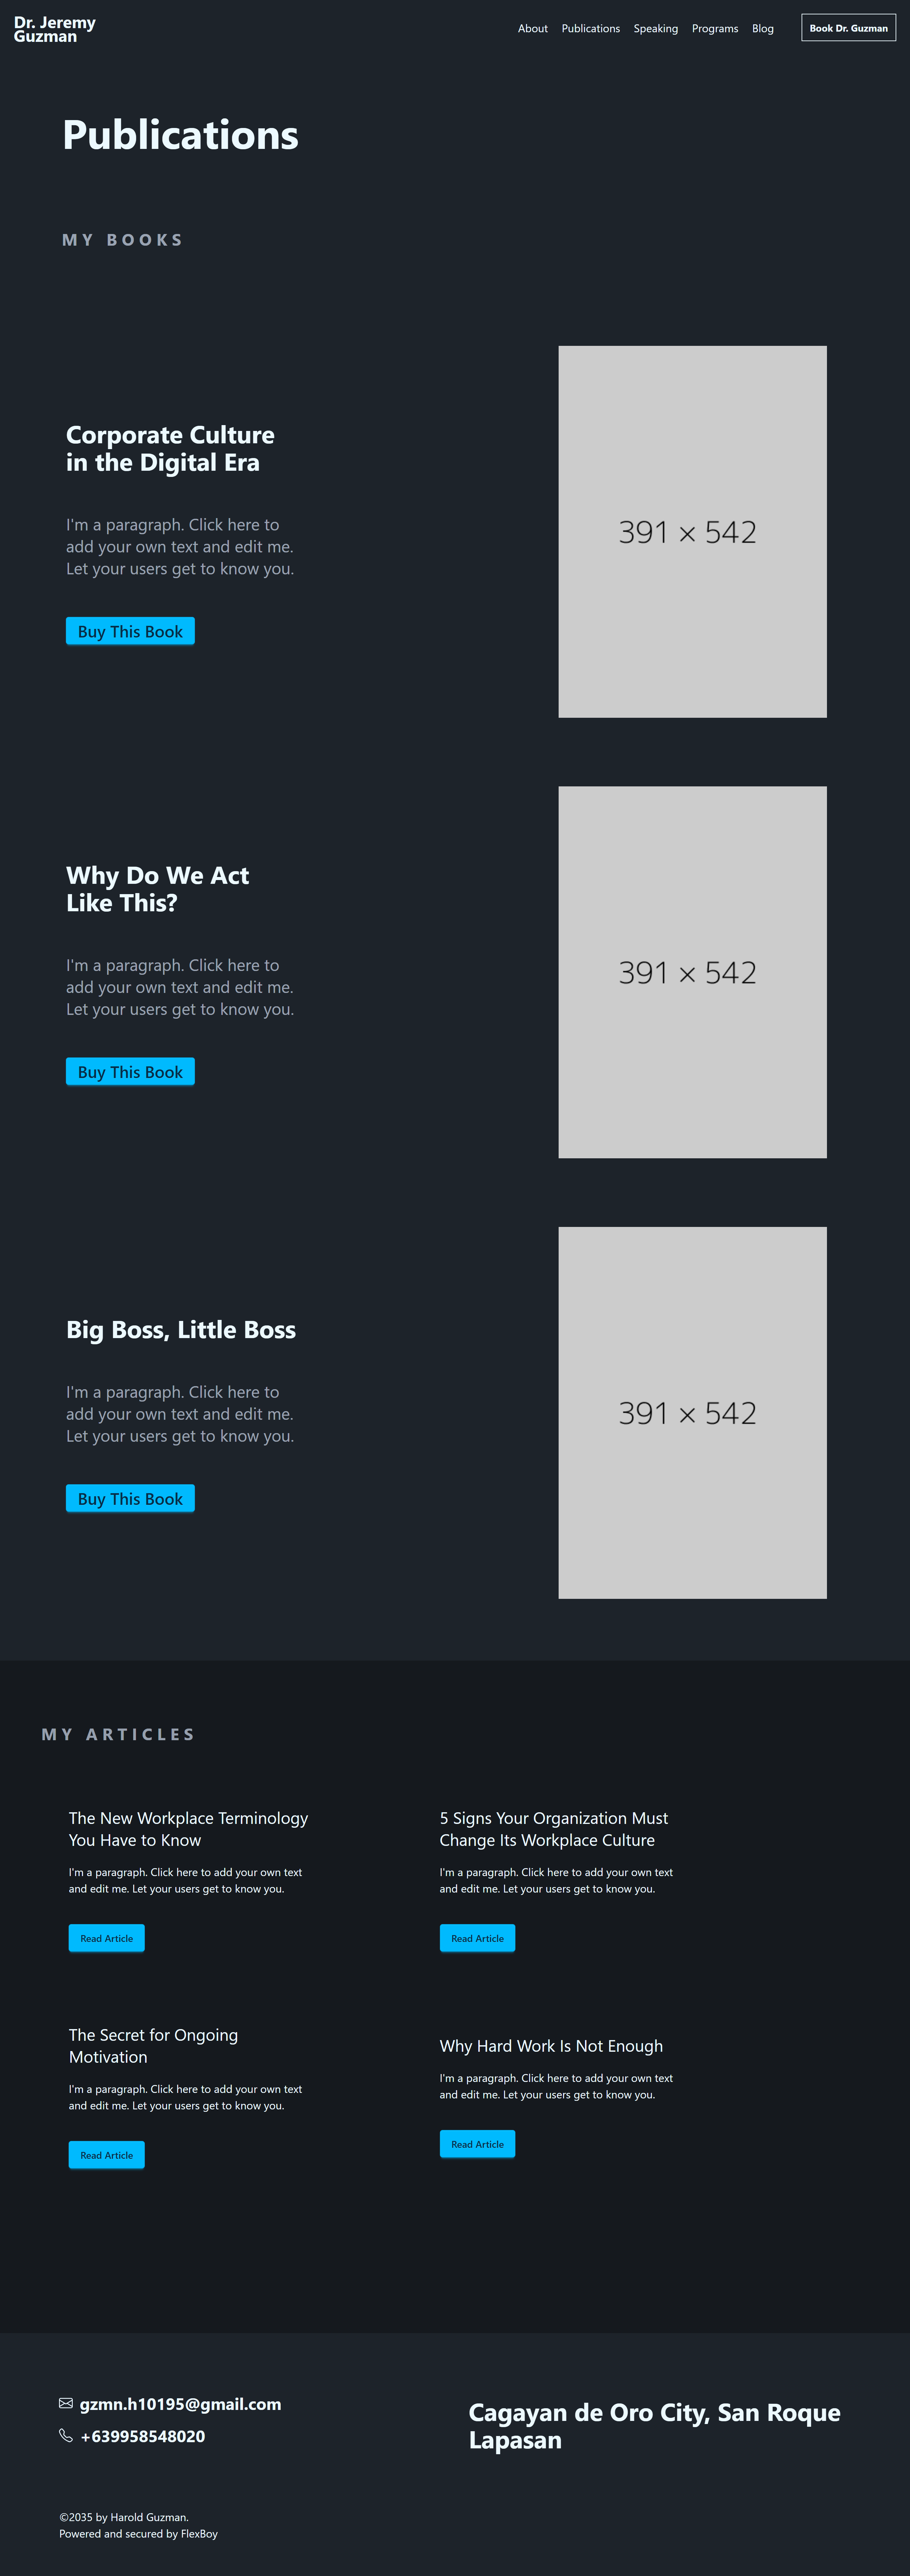 Dr. Jeremy
Guzman
About Publications Speaking Programs Blog Book Dr. Guzman
Publications
MY BOOKS
Corporate Culture
in the Digital Era
I'm a paragraph. Click here to
add your own text and edit me.
Let your users get to know you.
Buy This Book
391 × 542
Why Do We Act
Like This?
I'm a paragraph. Click here to
add your own text and edit me.
Let your users get to know you.
Buy This Book
391 × 542
Big Boss, Little Boss
I'm a paragraph. Click here to
add your own text and edit me.
Let your users get to know you.
Buy This Book
391 × 542
MY ARTICLES
The New Workplace Terminology
You Have to Know
I'm a paragraph. Click here to add your own text
and edit me. Let your users get to know you.
Read Article
5 Signs Your Organization Must
Change Its Workplace Culture
I'm a paragraph. Click here to add your own text
and edit me. Let your users get to know you.
Read Article
The Secret for Ongoing
Motivation
I'm a paragraph. Click here to add your own text
and edit me. Let your users get to know you.
Read Article
Why Hard Work Is Not Enough
I'm a paragraph. Click here to add your own text
and edit me. Let your users get to know you.
Read Article
gzmn.h10195@gmail.com
+639958548020
Cagayan de Oro City, San Roque
Lapasan
©2035 by Harold Guzman.
Powered and secured by FlexBoy